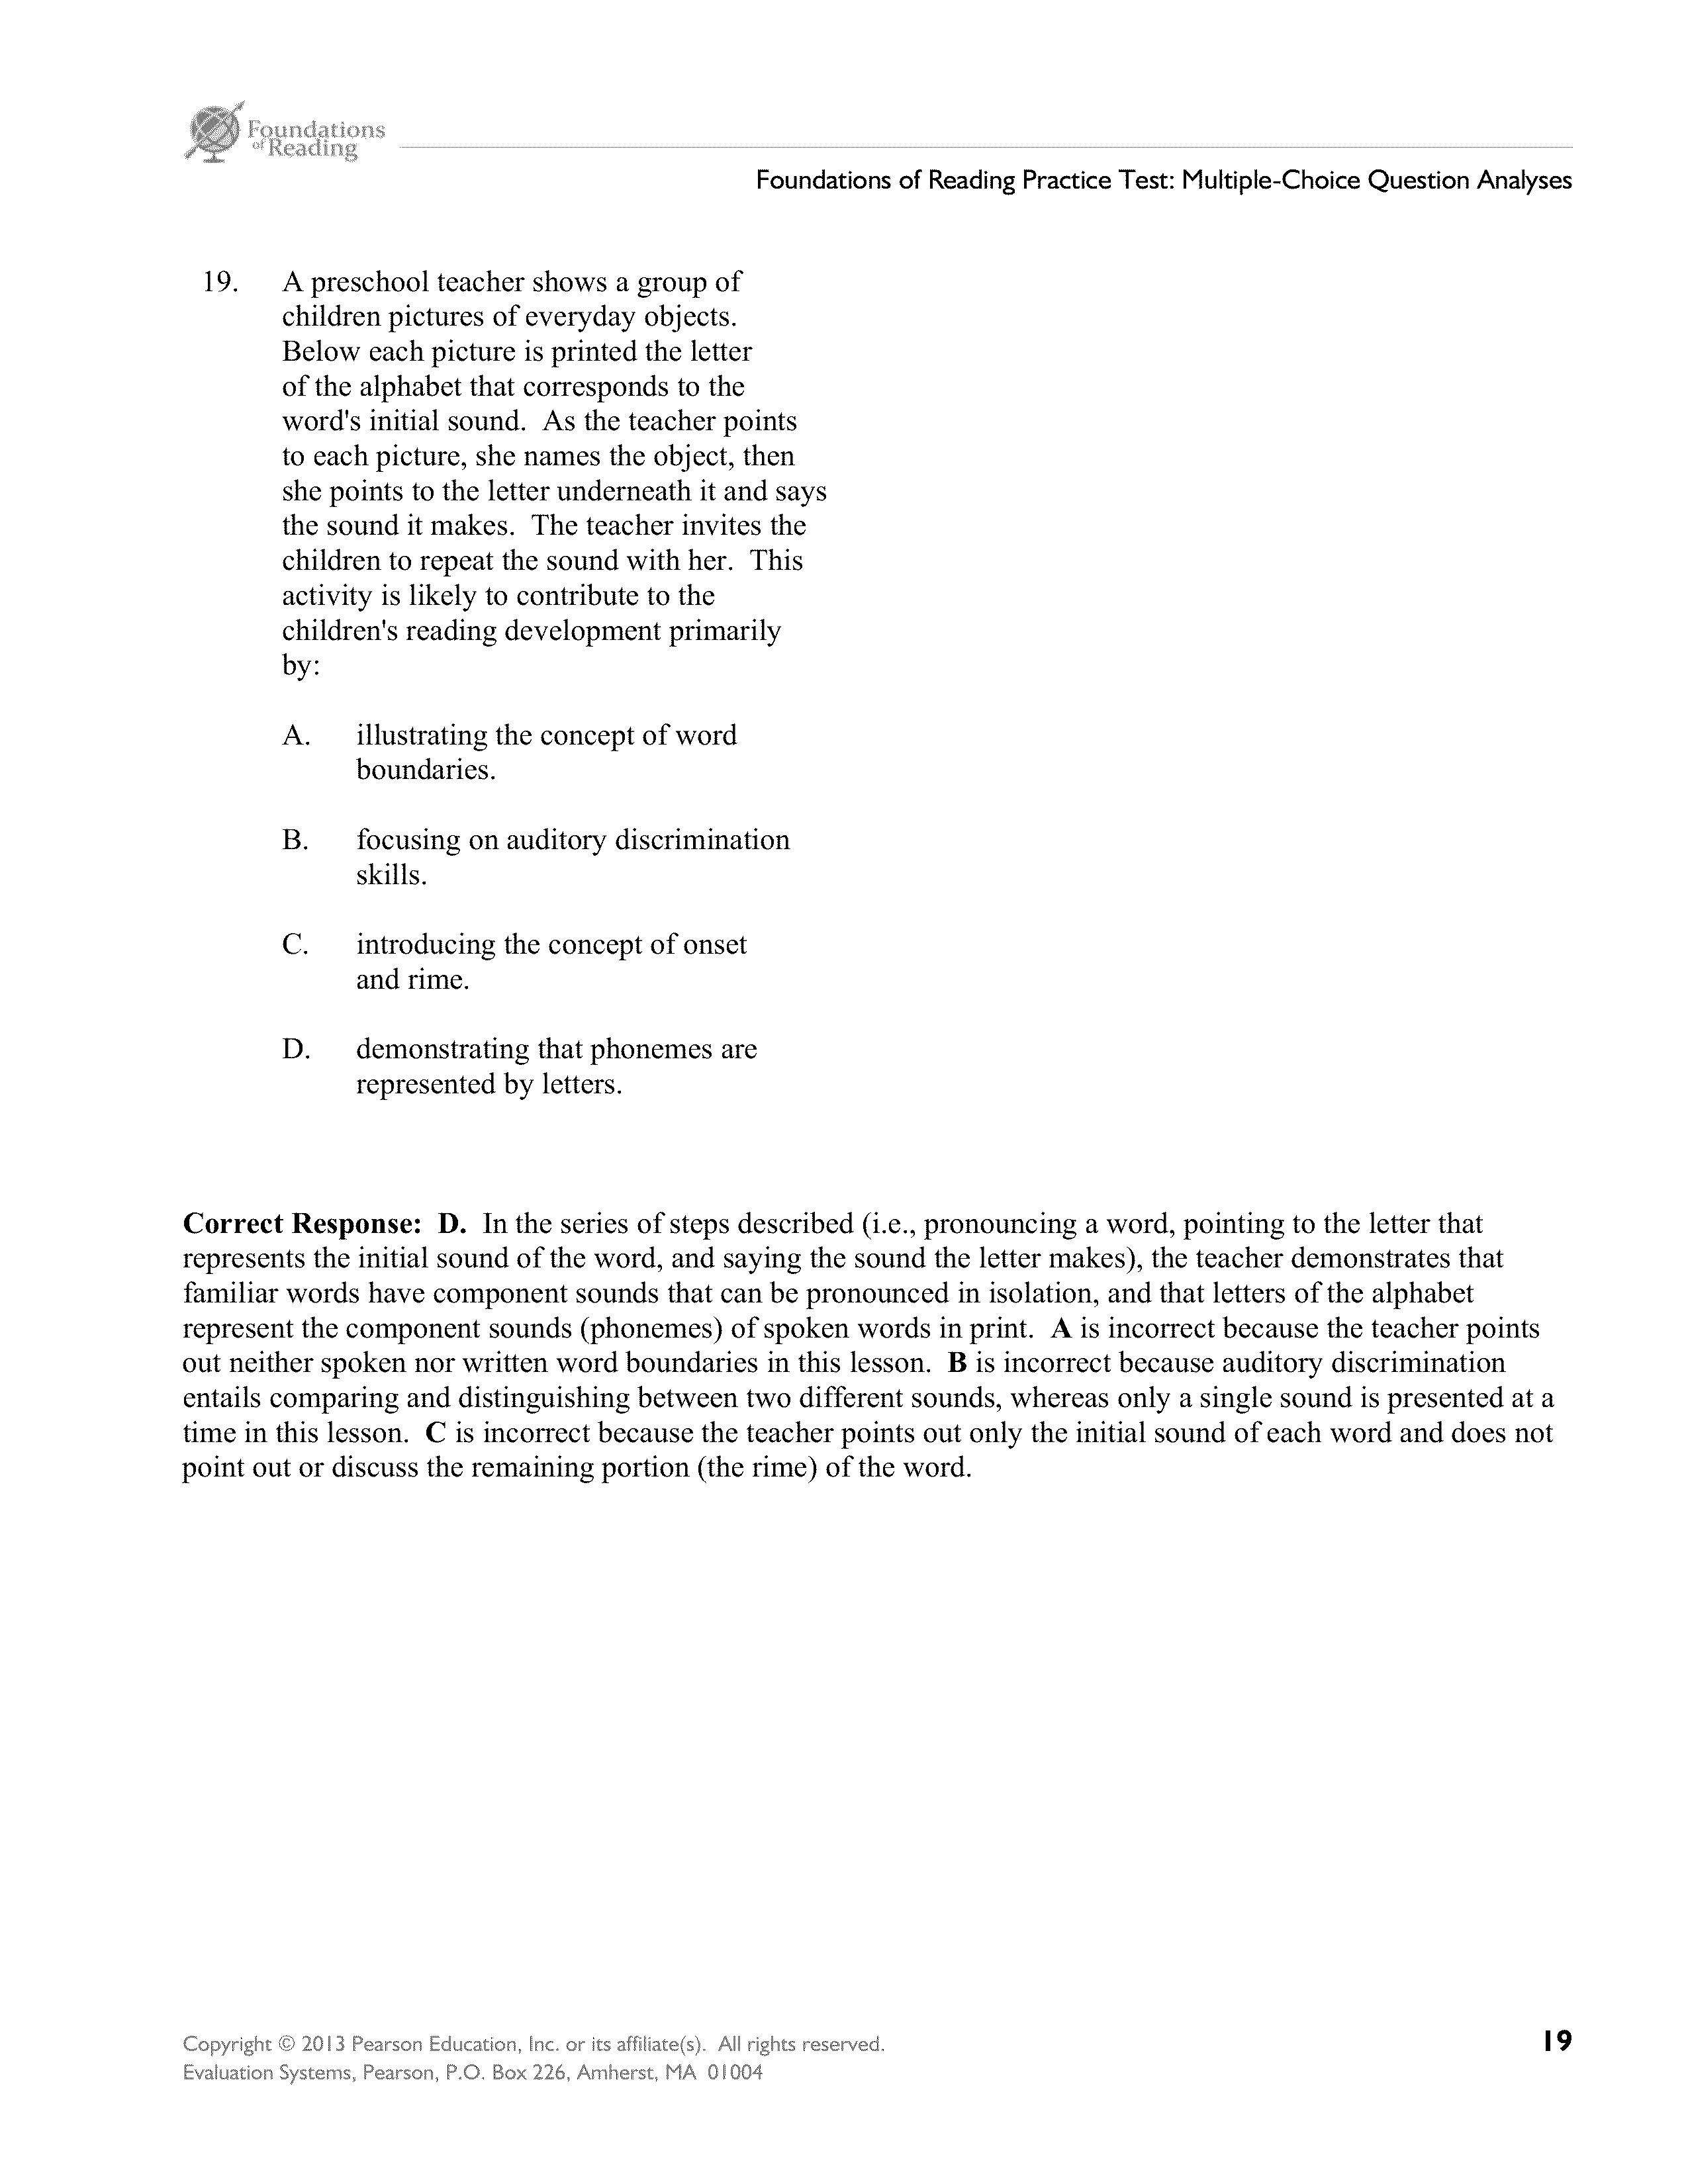 Foundations
of Reading
Foundations of Reading Practice Test: Multiple-Choice Question Analyses
19. A preschool teacher shows a group of
children pictures of everyday objects.
Below each picture is printed the letter
of the alphabet that corresponds to the
word's initial sound. As the teacher points
to each picture, she names the object, then
she points to the letter underneath it and says
the sound it makes. The teacher invites the
children to repeat the sound with her. This
activity is likely to contribute to the
children's reading development primarily
by:
A. illustrating the concept of word
boundaries.
B. focusing on auditory discrimination
skills.
C. introducing the concept of onset
and rime.
D. demonstrating that phonemes are
represented by letters.
Correct Response: D. In the series of steps described (i.e., pronouncing a word, pointing to the letter that
represents the initial sound of the word, and saying the sound the letter makes), the teacher demonstrates that
familiar words have component sounds that can be pronounced in isolation, and that letters of the alphabet
represent the component sounds (phonemes) of spoken words in print. A is incorrect because the teacher points
out neither spoken nor written word boundaries in this lesson. B is incorrect because auditory discrimination
entails comparing and distinguishing between two different sounds, whereas only a single sound is presented at a
time in this lesson. C is incorrect because the teacher points out only the initial sound of each word and does not
point out or discuss the remaining portion (the rime) of the word.
Copyright © 2013 Pearson Education, Inc. or its affiliate(s). All rights reserved.
Evaluation Systems, Pearson, P.O. Box 226, Amherst, MA 01004
19